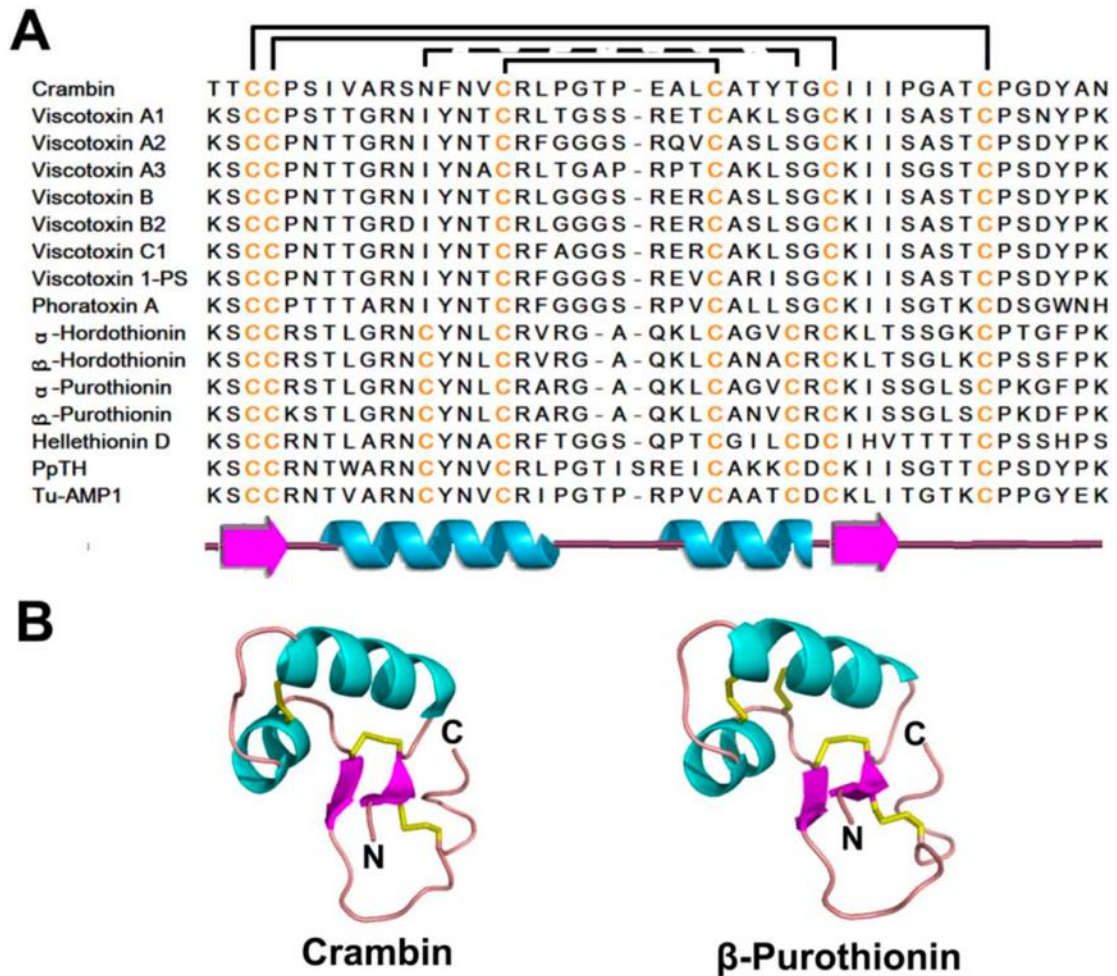 A
Crambin TTCCPSIVARSNFNVCRLPGTP-EALCATYTGCIIIPGATCPGDYAN
Viscotoxin A1 KSCCPSTTGRNIYNTCRLTGSS-RETCAKLSGCKIISASTCPSNYPK
Viscotoxin A2 KSCCPNTTGRNIYNTCRFGGGS-RQVCASLSGCKIISASTCPSDYPK
Viscotoxin A3 KSCCPNTTGRNIYNACRLTGAP-RPTCAKLSGCKIISGSTCPSDYPK
Viscotoxin B KSCCPNTTGRNIYNTCRLGGGS-RERCASLSGCKIISASTCPSDYPK
Viscotoxin B2 KSCCPNTTGRDIYNTCRLGGGS-RERCASLSGCKIISASTCPSDYPK
Viscotoxin C1 KSCCPNTTGRNIYNTCRFAGGS-RERCAKLSGCKIISASTCPSDYPK
Viscotoxin 1-PS KSCCPNTTGRNIYNTCRFGGGS-REVCARISGCKIISASTCPSDYPK
Phoratoxin A KSCCPTTTARNIYNTCRFGGGS-RPVCALLSGCKIISGTKCDSGWNH
α-Hordothionin KSCCRSTLGRNCYNLCRVRG-A-QKLCAGVCRCKLTSSGKCPTGFPK
β-Hordothionin KSCCRSTLGRNCYNLCRVRG-A-QKLCANACRCKLTSGLKCPSSFPK
α-Purothionin KSCCRSTLGRNCYNLCRARG-A-QKLCAGVCRCKISSGLSCPKGFPK
β-Purothionin KSCCKSTLGRNCYNLCRARG-A-QKLCANVCRCKISSGLSCPKDFPK
Hellethionin D KSCCRNTLARNCYNACRFTGGS-QPTCGILCDCIHVTTTTCPSSHPS
PpTH KSCCRNTWARNCYNVCRLPGTISREICAKKCDCKIISGTTCPSDYPK
Tu-AMP1 KSCCRNTVARNCYNVCRIPGTP-RPVCAATCDCKLITGTKCPPGYEK
B
C
N
C
N
Crambin
β-Purothionin